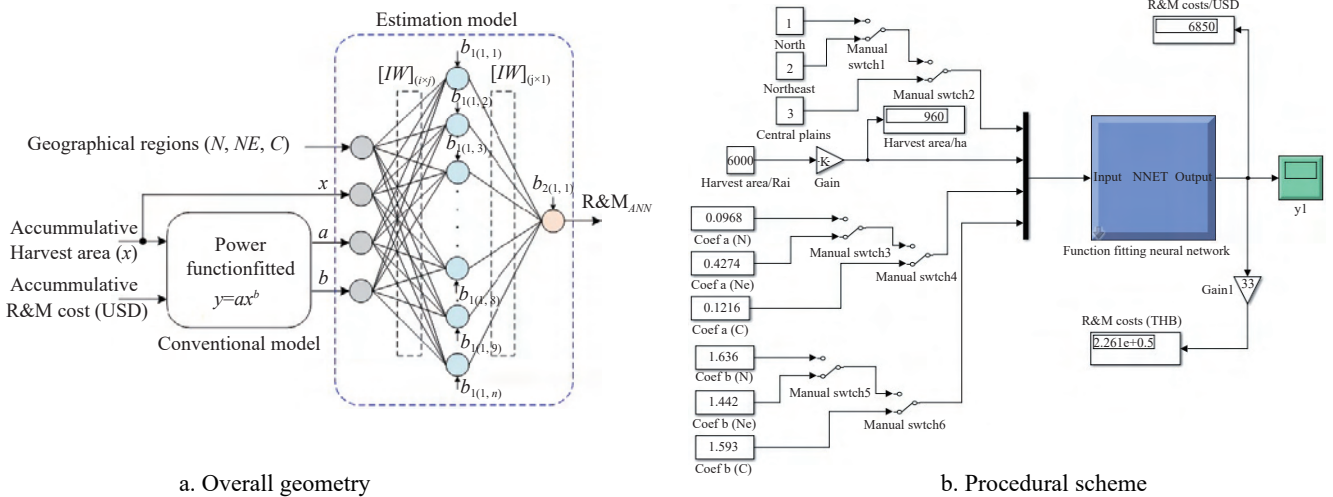 Estimation model
b1(1, 1)
[IW](i×j)
[IW](j×1)
b1(1, 2)
b1(1, 3)
Geographical regions (N, NE, C)
x
b2(1, 1)
R&MANN
Accummulative
Harvest area (x)
Power
functionfitted
y=ax^b
a
b
Accummulative
R&M cost (USD)
Conventional model
b1(1, 8)
b1(1, 9)
b1(1, n)
a. Overall geometry
1
North
Manual
swtch1
2
Northeast
Manual swtch2
3
Central plains
960
Harvest area/ha
6000
Harvest area/Rai
-K-
Gain
0.0968
Coef a (N)
Manual swtch3
0.4274
Coef a (Ne)
Manual swtch4
0.1216
Coef a (C)
1.636
Coef b (N)
Manual swtch5
1.442
Coef b (Ne)
Manual swtch6
1.593
Coef b (C)
R&M costs/USD
6850
Input NNET Output
Function fitting neural network
y1
33
Gain1
R&M costs (THB)
2.261e+0.5
b. Procedural scheme